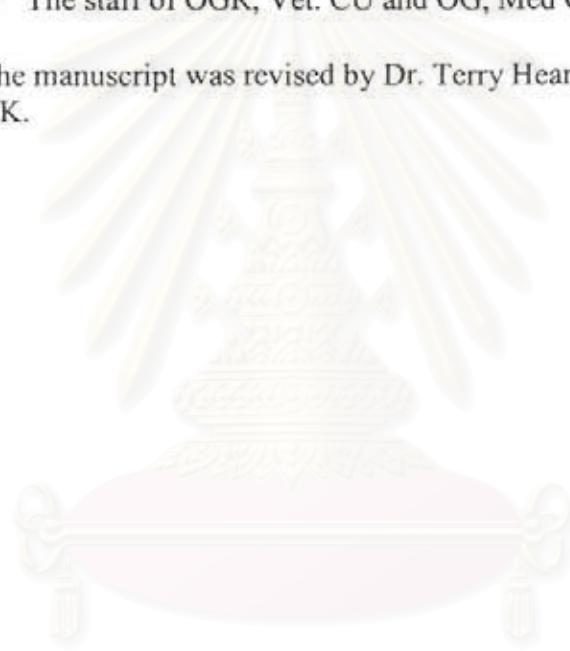 The staff of OGR, Vet. CU and OG, Med
he manuscript was revised by Dr. Terry Hear
K.